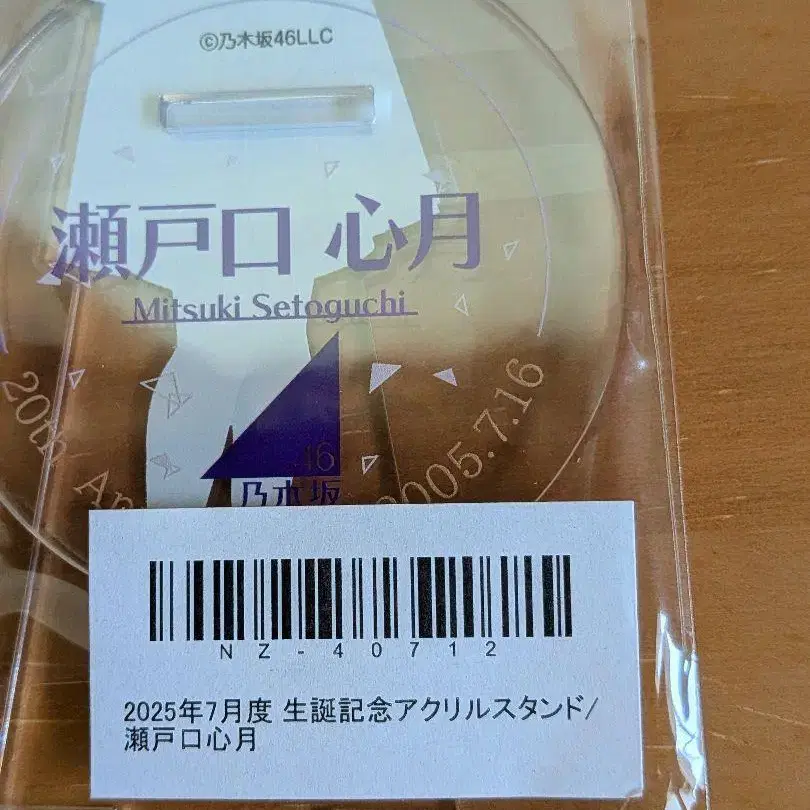 ©乃木坂46LLC
瀬戸口 心月
Mitsuki Setoguchi
20th
2005.7.16
46
乃木坂
NZ-40712
2025年7月度 生誕記念アクリルスタンド/
瀬戸口心月